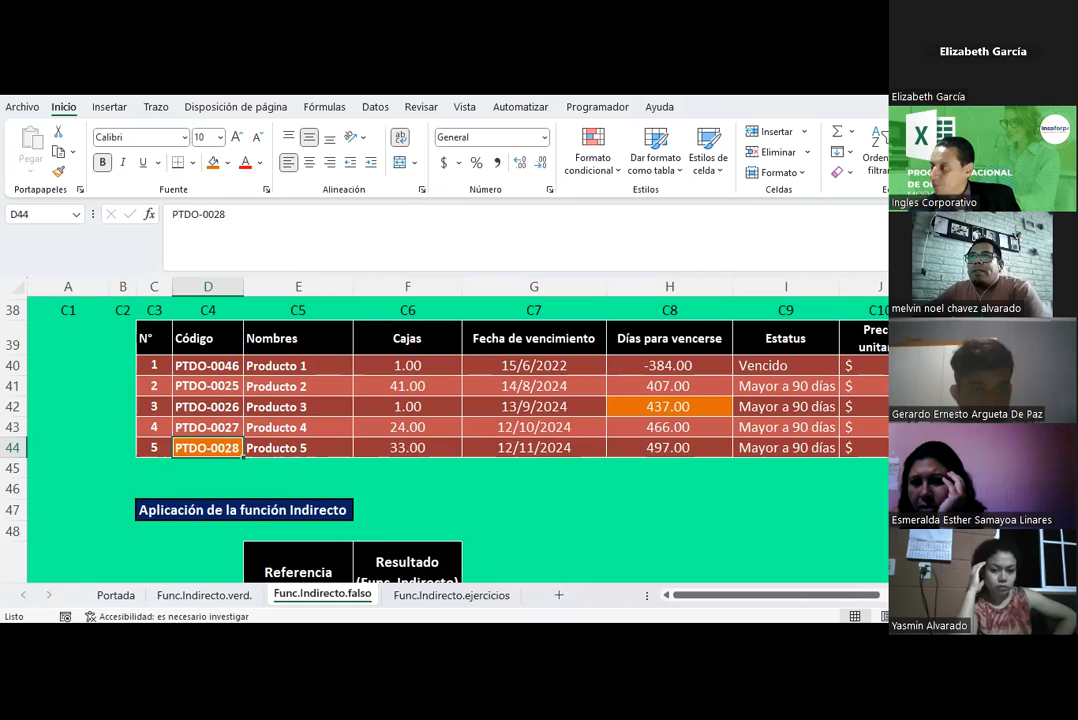 Elizabeth García
Elizabeth García
Archivo Inicio Insertar Trazo Disposición de página Fórmulas Datos Revisar Vista Automatizar Programador Ayuda
Calibri 10 General Insertar
Pegar Formato condicional Dar formato como tabla Estilos de celda Eliminar
Formato
Portapapeles Fuente Alineación Número Estilos Celdas
insaforp
Ingles Corporativo
D44 fx PTDO-0028
A B C D E F G H I J
38 C1 C2 C3 C4 C5 C6 C7 C8 C9
39 N° Código Nombres Cajas Fecha de vencimiento Días para vencerse Estatus
40 1 PTDO-0046 Producto 1 1.00 15/6/2022 -384.00 Vencido $
41 2 PTDO-0025 Producto 2 41.00 14/8/2024 407.00 Mayor a 90 días $
42 3 PTDO-0026 Producto 3 1.00 13/9/2024 437.00 Mayor a 90 días $
43 4 PTDO-0027 Producto 4 24.00 12/10/2024 466.00 Mayor a 90 días $
44 5 PTDO-0028 Producto 5 33.00 12/11/2024 497.00 Mayor a 90 días $
45
46
47 Aplicación de la función Indirecto
48
Referencia Resultado
Portada Func.Indirecto.verd. Func.Indirecto.falso Func.Indirecto.ejercicios
Listo Accesibilidad: es necesario investigar
melvin noel chavez alvarado
Gerardo Ernesto Argueta De Paz
Esmeralda Esther Samayoa Linares
Yasmin Alvarado